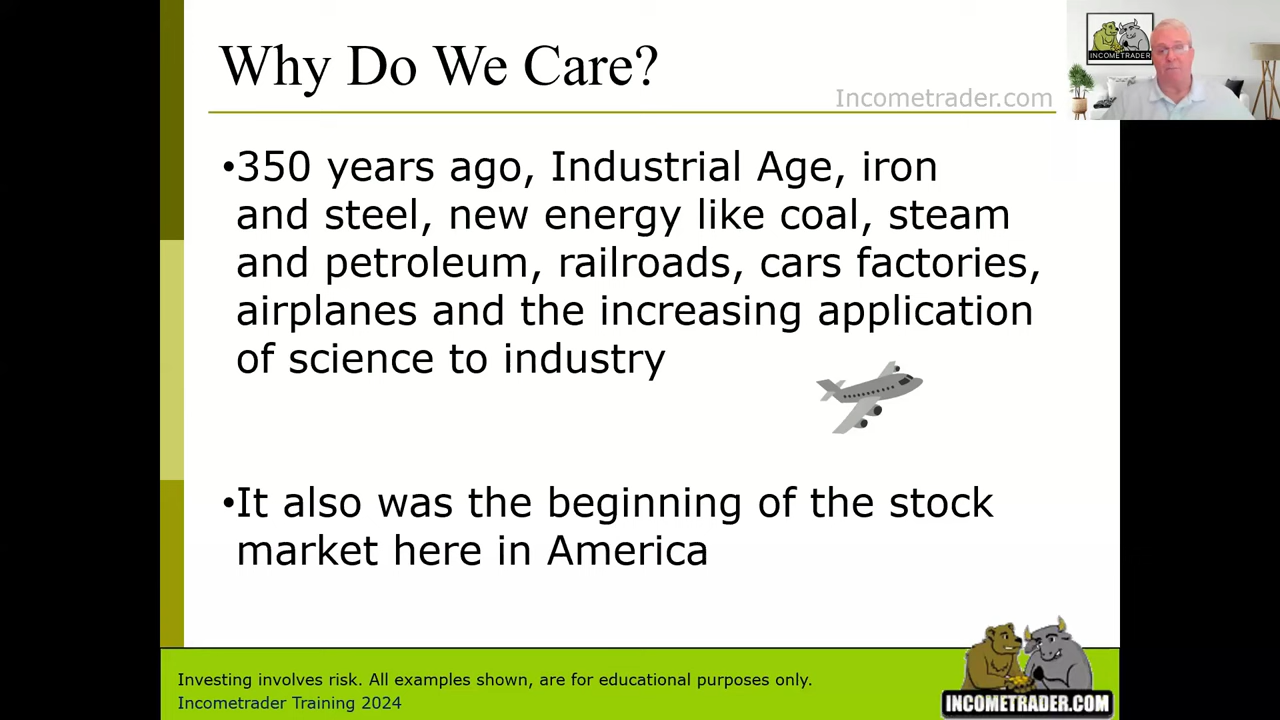 Why Do We Care?
Incometrader.com
INCOMETRADER
•350 years ago, Industrial Age, iron
and steel, new energy like coal, steam
and petroleum, railroads, cars factories,
airplanes and the increasing application
of science to industry
•It also was the beginning of the stock
market here in America
Investing involves risk. All examples shown, are for educational purposes only.
Incometrader Training 2024
INCOMETRADER.COM